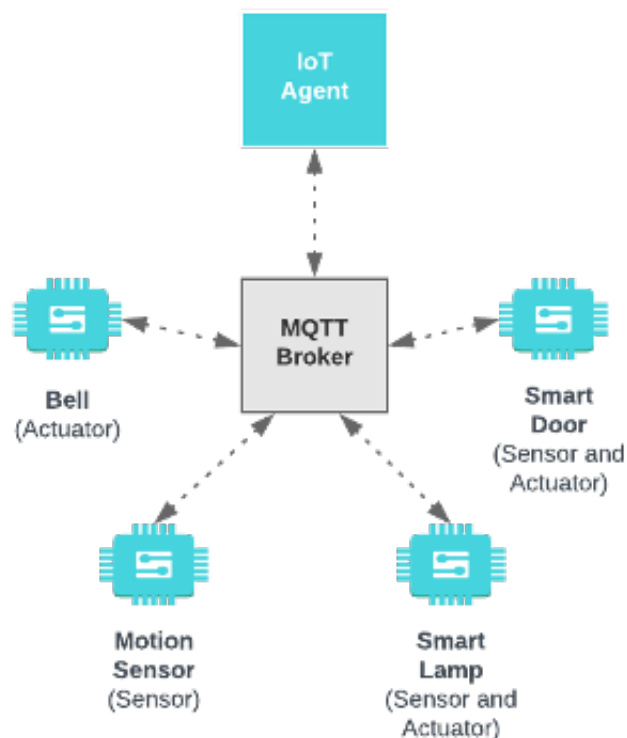 IoT
Agent
MQTT
Broker
Bell
(Actuator)
Smart
Door
(Sensor and
Actuator)
Motion
Sensor
(Sensor)
Smart
Lamp
(Sensor and
Actuator)